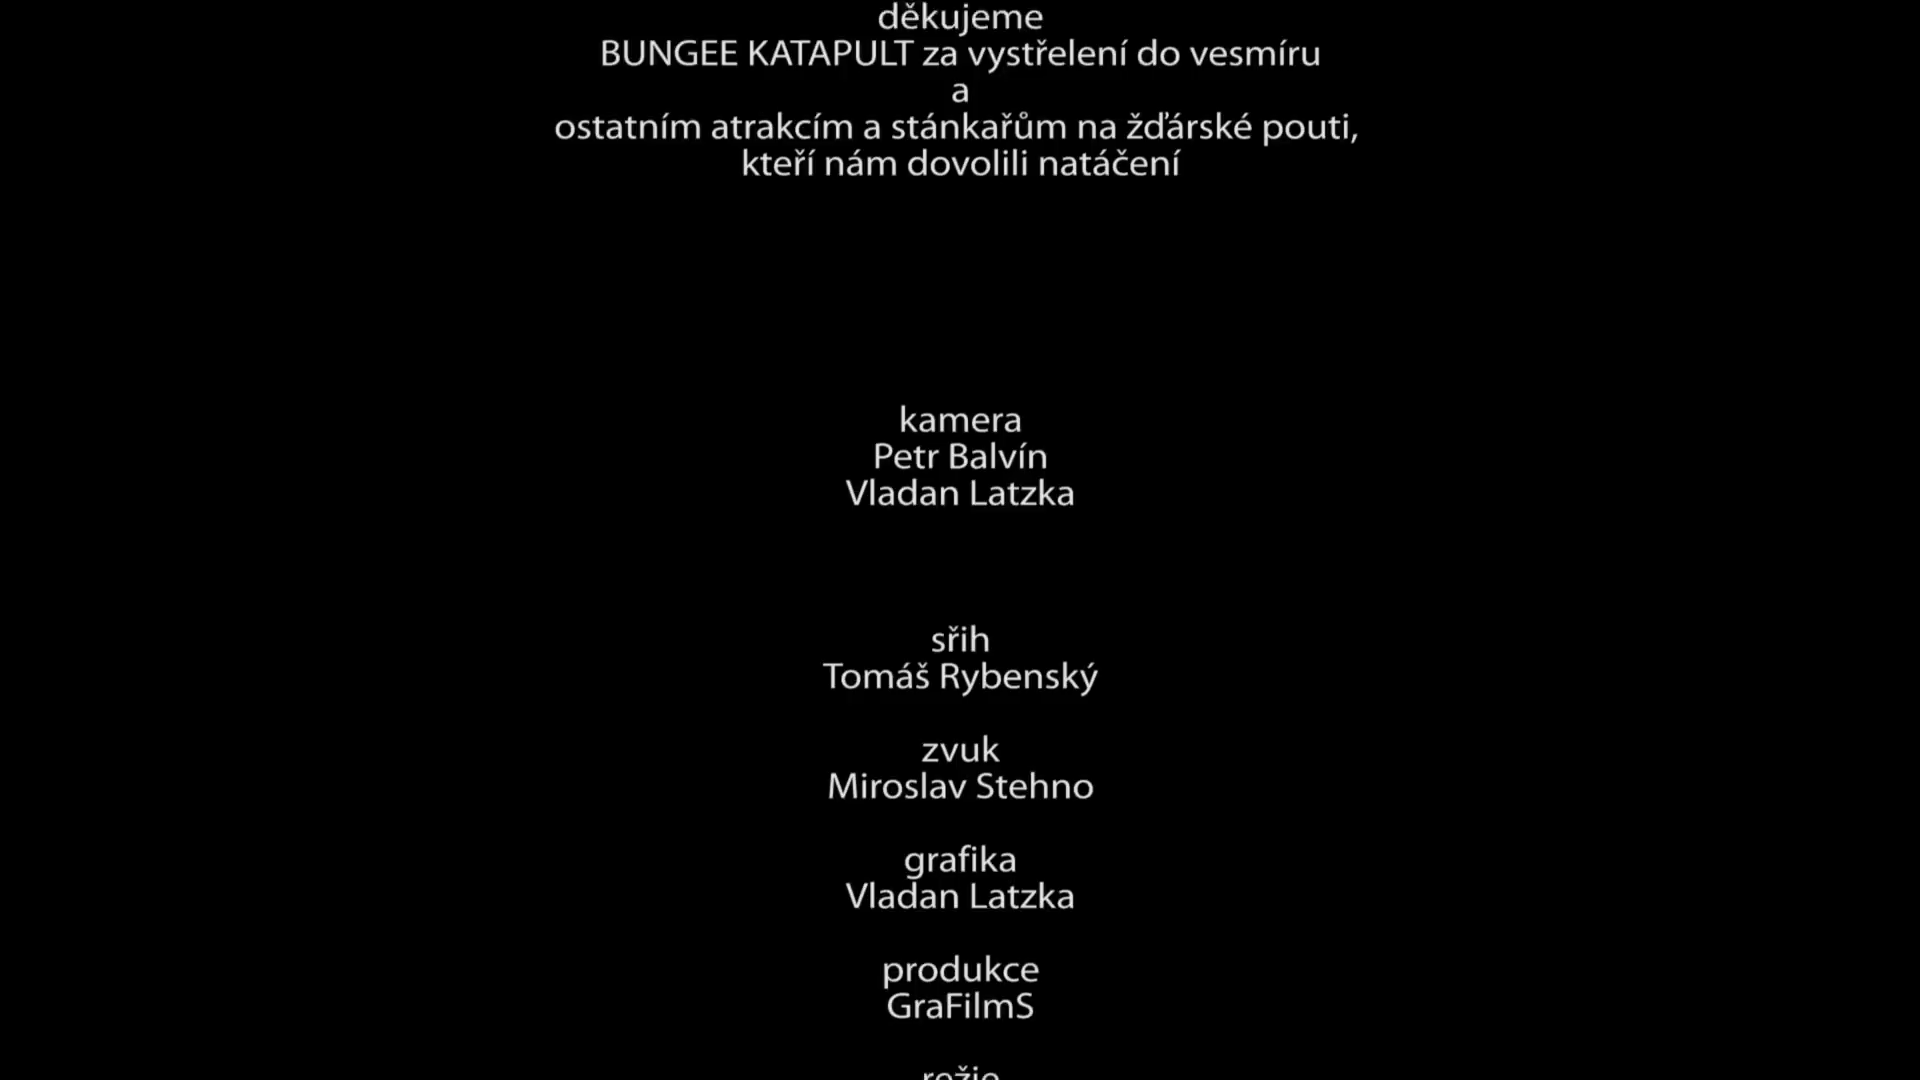 děkujeme
BUNGEE KATAPULT za vystřelení do vesmíru
a
ostatním atrakcím a stánkařům na žďárské pouti,
kteří nám dovolili natáčení
kamera
Petr Balvín
Vladan Latzka
sřih
Tomáš Rybenský
zvuk
Miroslav Stehno
grafika
Vladan Latzka
produkce
GraFilmS
režie